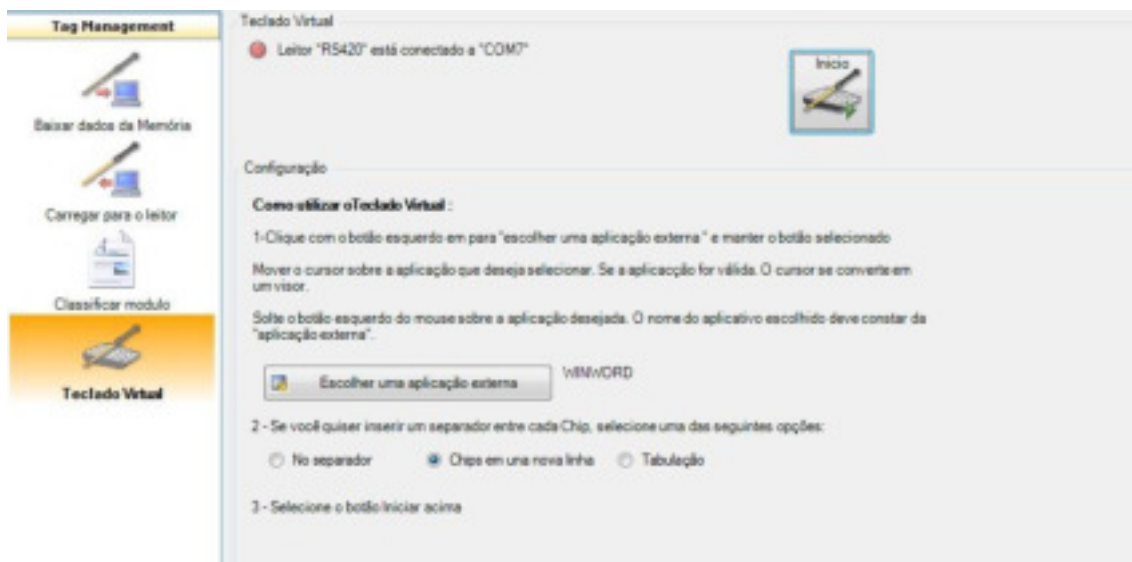 Tag Management
Baixar dados da Memória
Carregar para o leitor
Classificar modulo
Teclado Virtual
Teclado Virtual
Leitor "RS420" está conectado a "COM7"
Inicio
Configuração
Como utilizar oTeclado Virtual :
1-Clique com o botão esquerdo em para "escolher uma aplicação externa " e manter o botão selecionado
Mover o cursor sobre a aplicação que deseja selecionar. Se a aplicacção for válida. O cursor se converte em
um visor.
Solte o botão esquerdo do mouse sobre a aplicação desejada. O nome do aplicativo escolhido deve constar da
"aplicação externa".
Escolher uma aplicação externa
WINWORD
2 - Se você quiser inserir um separador entre cada Chip, selecione uma das seguintes opções:
No separador Chips em una nova linha Tabulação
3 - Selecione o botão Iniciar acima